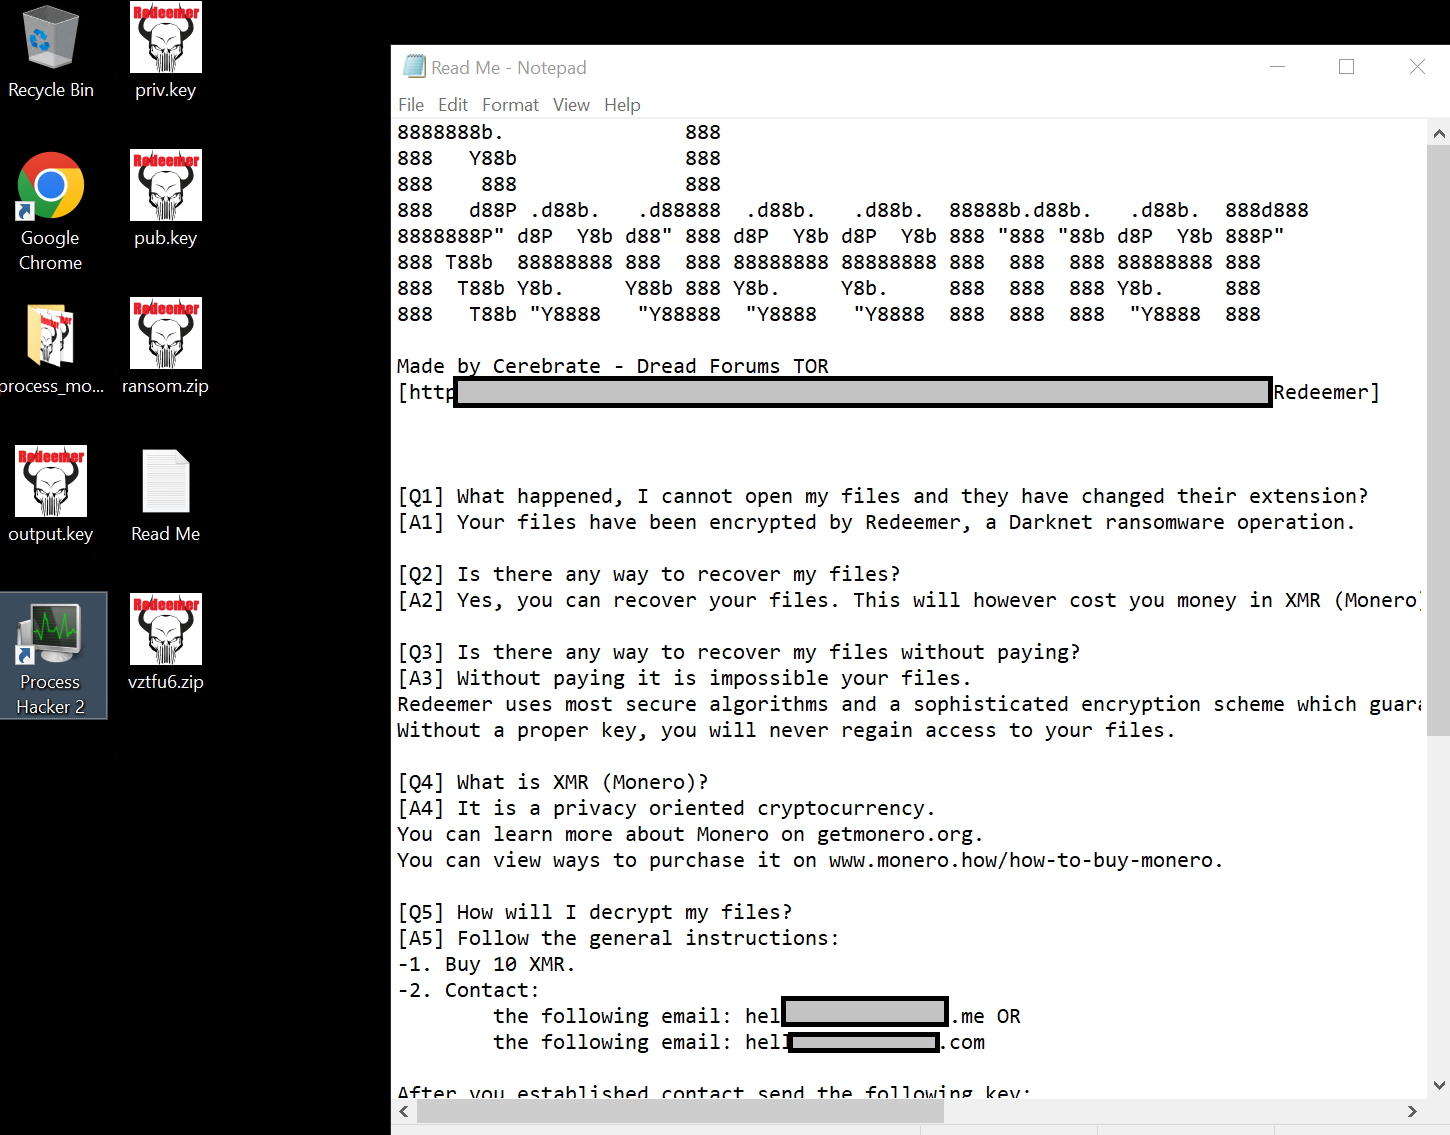 Recycle Bin
Redeemer
priv.key
Google
Chrome
Redeemer
pub.key
process_mo...
Redeemer
ransom.zip
Redeemer
output.key
Read Me
Process
Hacker 2
Redeemer
vztfu6.zip
Read Me - Notepad
File Edit Format View Help
8888888b.               888
888   Y88b              888
888    888              888
888   d88P .d88b.   .d88888  .d88b.   .d88b.  88888b.d88b.   .d88b.  888d888
8888888P" d8P  Y8b d88" 888 d8P  Y8b d8P  Y8b 888 "888 "88b d8P  Y8b 888P"
888 T88b  88888888 888  888 88888888 88888888 888  888  888 88888888 888
888  T88b Y8b.     Y88b 888 Y8b.     Y8b.     888  888  888 Y8b.     888
888   T88b "Y8888   "Y88888  "Y8888   "Y8888  888  888  888  "Y8888  888
Made by Cerebrate - Dread Forums TOR
[http Redeemer]
[Q1] What happened, I cannot open my files and they have changed their extension?
[A1] Your files have been encrypted by Redeemer, a Darknet ransomware operation.
[Q2] Is there any way to recover my files?
[A2] Yes, you can recover your files. This will however cost you money in XMR (Monero)
[Q3] Is there any way to recover my files without paying?
[A3] Without paying it is impossible your files.
Redeemer uses most secure algorithms and a sophisticated encryption scheme which guara
Without a proper key, you will never regain access to your files.
[Q4] What is XMR (Monero)?
[A4] It is a privacy oriented cryptocurrency.
You can learn more about Monero on getmonero.org.
You can view ways to purchase it on www.monero.how/how-to-buy-monero.
[Q5] How will I decrypt my files?
[A5] Follow the general instructions:
-1. Buy 10 XMR.
-2. Contact:
the following email: hel .me OR
the following email: hell .com
After you established contact send the following key: